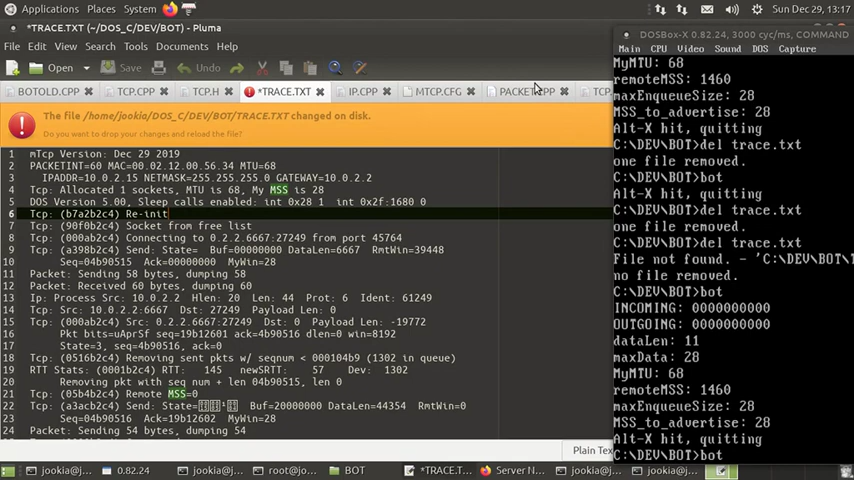 Applications Places System
Sun Dec 29, 13:17
*TRACE.TXT (~/DOS_C/DEV/BOT) - Pluma
File Edit View Search Tools Documents Help
Open Save Undo
BOTOLD.CPP TCP.CPP TCP.H *TRACE.TXT IP.CPP MTCP.CFG PACKET.CPP TCP
The file /home/jookia/DOS_C/DEV/BOT/TRACE.TXT changed on disk.
Do you want to drop your changes and reload the file?
1 mTcp Version: Dec 29 2019
2 PACKETINT=60 MAC=00.02.12.00.56.34 MTU=68
3 IPADDR=10.0.2.15 NETMASK=255.255.255.0 GATEWAY=10.0.2.2
4 Tcp: Allocated 1 sockets, MTU is 68, My MSS is 28
5 DOS Version 5.00, Sleep calls enabled: int 0x28 1 int 0x2f:1680 0
6 Tcp: (b7a2b2c4) Re-init
7 Tcp: (90f0b2c4) Socket from free list
8 Tcp: (000ab2c4) Connecting to 0.2.2.6667:27249 from port 45764
9 Tcp: (a398b2c4) Send: State= Buf=00000000 DataLen=6667 RmtWin=39448
10 Seq=04b90515 Ack=00000000 MyWin=28
11 Packet: Sending 58 bytes, dumping 58
12 Packet: Received 60 bytes, dumping 60
13 Ip: Process Src: 10.0.2.2 Hlen: 20 Len: 44 Prot: 6 Ident: 61249
14 Tcp: Src: 10.0.2.2.6667 Dst: 27249 Payload Len: 0
15 Tcp: (000ab2c4) Src: 0.2.2.6667:27249 Dst: 0 Payload Len: -19772
16 Pkt bits=uAprSf seq=19b12601 ack=4b90516 dlen=0 win=8192
17 State=3, seq=0 ack=4b90516
18 Tcp: (0516b2c4) Removing sent pkts w/ seqnum < 000104b9 (1302 in queue)
19 RTT Stats: (0001b2c4) RTT: 145 newSRTT: 57 Dev: 1302
20 Removing pkt with seq num + len 04b90515, len 0
21 Tcp: (05b4b2c4) Remote MSS=0
22 Tcp: (a3acb2c4) Send: State= Buf=20000000 DataLen=44354 RmtWin=0
23 Seq=04b90516 Ack=19b12602 MyWin=28
24 Packet: Sending 54 bytes, dumping 54
Plain Tex
DOSBox-X 0.82.24, 3000 cyc/ms, COMMAND
Main CPU Video Sound DOS Capture
MyMTU: 68
remoteMSS: 1460
maxEnqueueSize: 28
MSS_to_advertise: 28
Alt-X hit, quitting
C:\DEV\BOT>del trace.txt
one file removed.
C:\DEV\BOT>bot
Alt-X hit, quitting
C:\DEV\BOT>del trace.txt
one file removed.
C:\DEV\BOT>del trace.txt
File not found. - 'C:\DEV\BOT\T
no file removed.
C:\DEV\BOT>bot
INCOMING: 0000000000
OUTGOING: 0000000000
dataLen: 11
maxData: 28
MyMTU: 68
remoteMSS: 1460
maxEnqueueSize: 28
MSS_to_advertise: 28
Alt-X hit, quitting
C:\DEV\BOT>bot
jookia@j... 0.82.24 jookia@j... root@jo... BOT *TRACE.T... Server N... jookia@j... jookia@j...